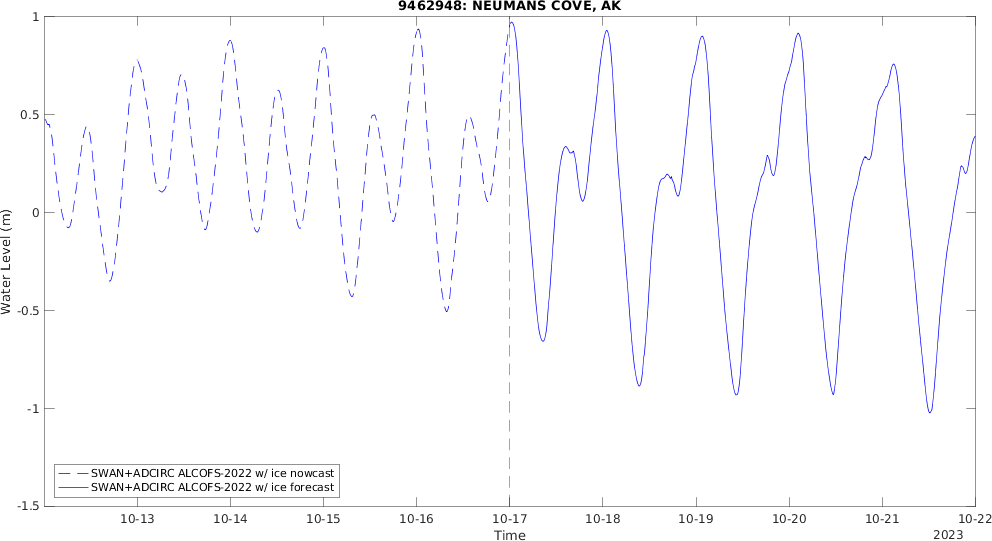 9462948: NEUMANS COVE, AK
Water Level (m)
1
0.5
0
-0.5
-1
-1.5
SWAN+ADCIRC ALCOFS-2022 w/ ice nowcast
SWAN+ADCIRC ALCOFS-2022 w/ ice forecast
10-13 10-14 10-15 10-16 10-17 10-18 10-19 10-20 10-21 10-22
Time
2023